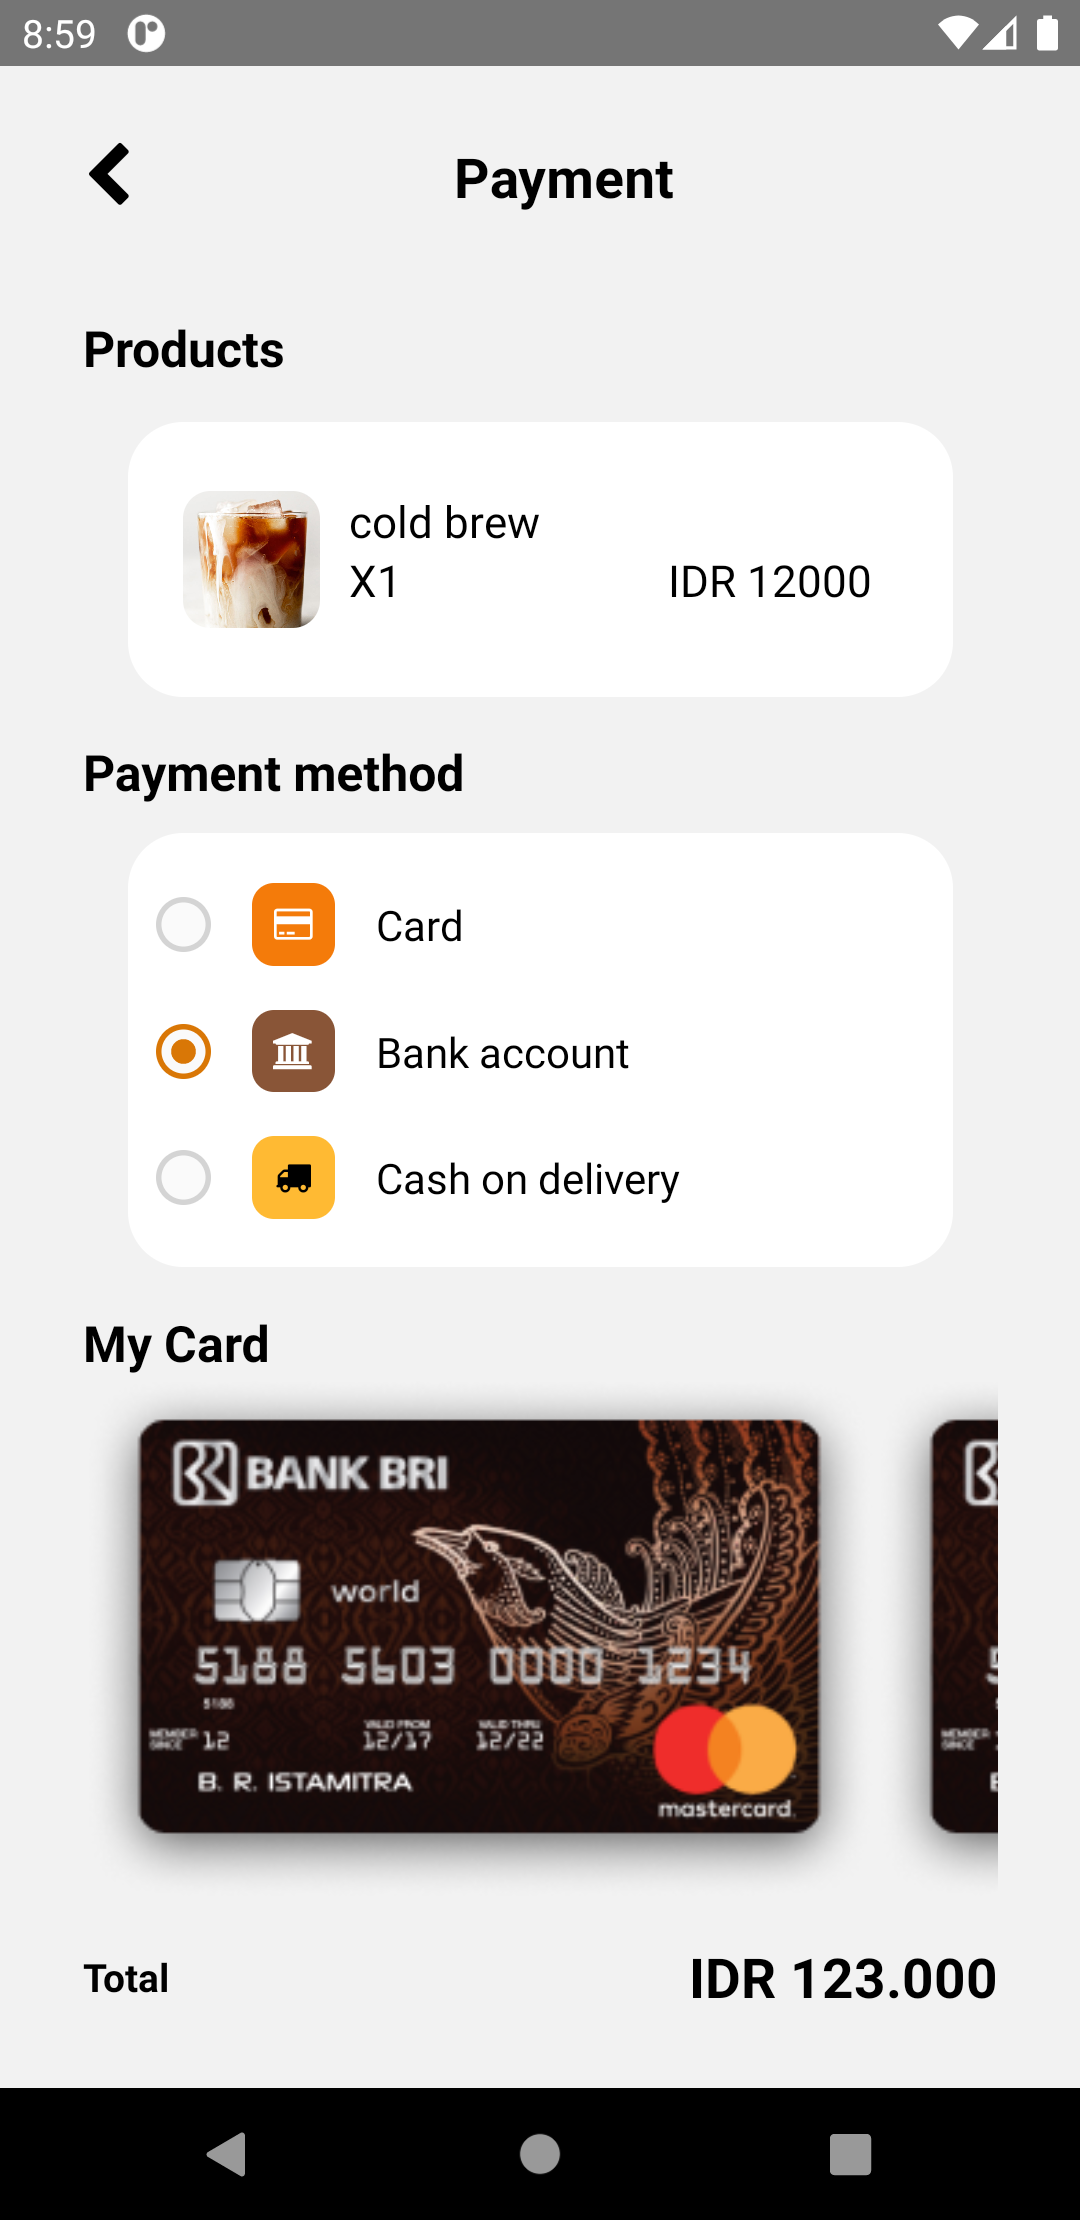 8:59
Payment
Products
cold brew
X1 IDR 12000
Payment method
Card
Bank account
Cash on delivery
My Card
BANK BRI
world
5188 5603 0000 1234
5188
MEMBER SINCE 12 VALID FROM 12/17 VALID THRU 12/22
B. R. ISTAMITRA
mastercard.
Total IDR 123.000